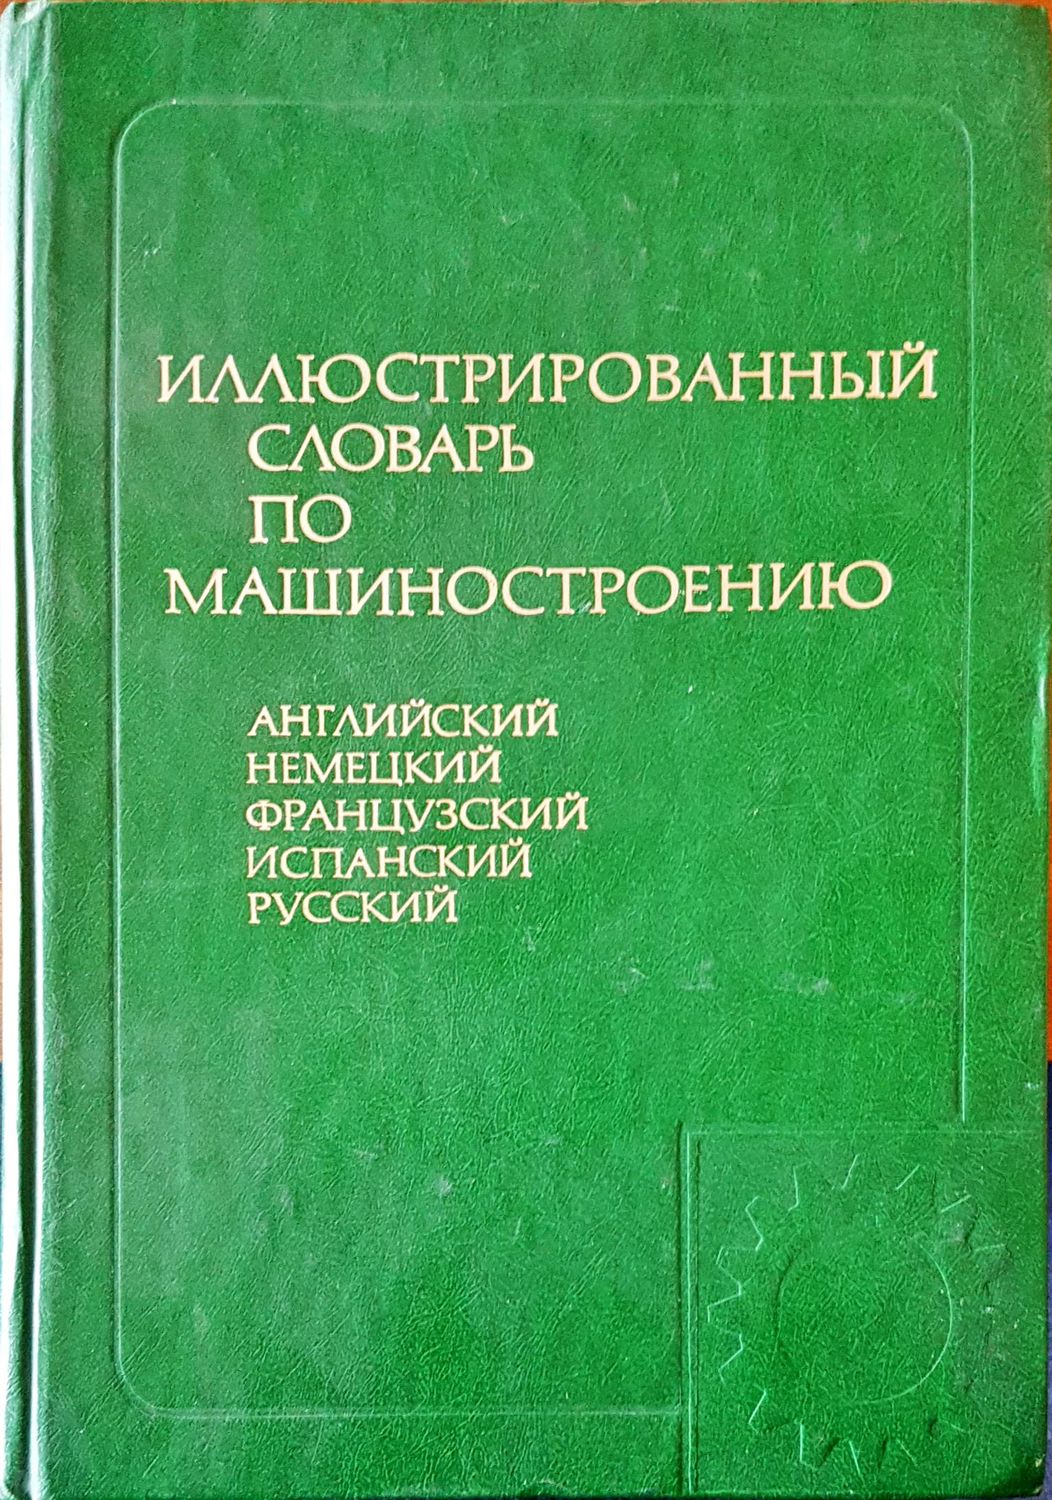 ИЛЛЮСТРИРОВАННЫЙ
СЛОВАРЬ
ПО
МАШИНОСТРОЕНИЮ
АНГЛИЙСКИЙ
НЕМЕЦКИЙ
ФРАНЦУЗСКИЙ
ИСПАНСКИЙ
РУССКИЙ